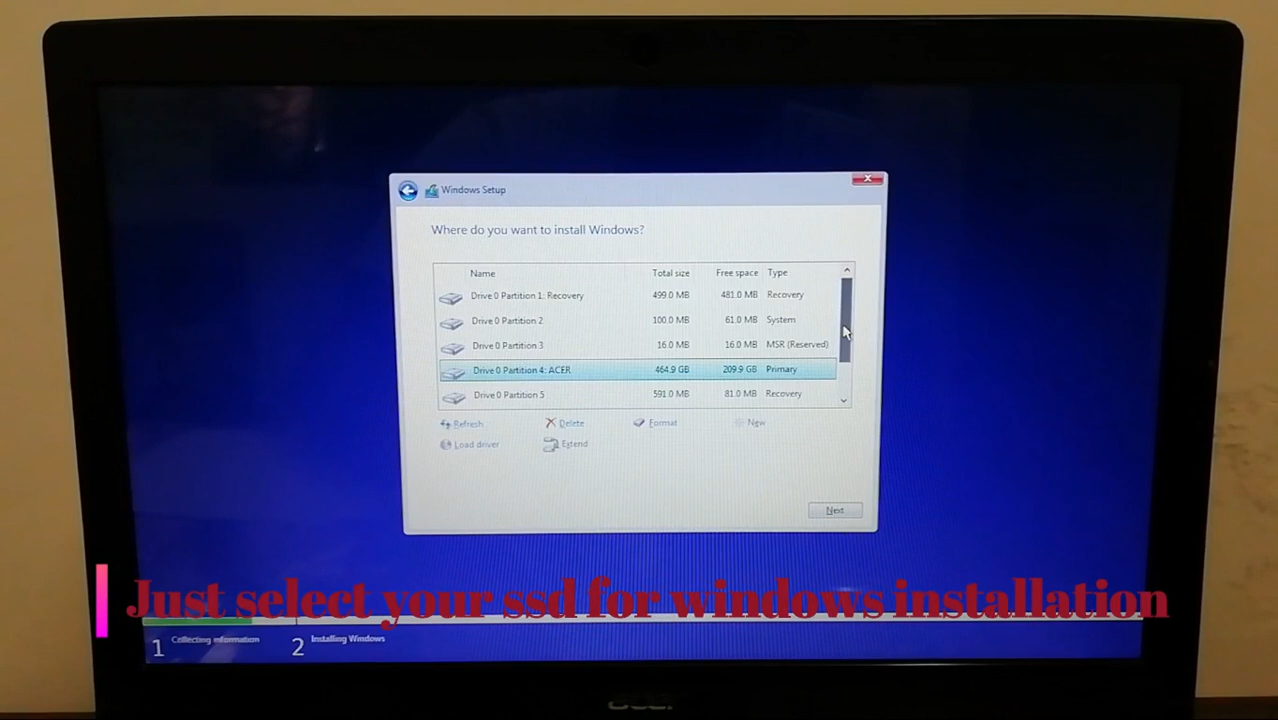 Windows Setup
Where do you want to install Windows?
Name Total size Free space Type
Drive 0 Partition 1: Recovery 499.0 MB 481.0 MB Recovery
Drive 0 Partition 2 100.0 MB 61.0 MB System
Drive 0 Partition 3 16.0 MB 16.0 MB MSR (Reserved)
Drive 0 Partition 4: ACER 464.9 GB 209.9 GB Primary
Drive 0 Partition 5 591.0 MB 81.0 MB Recovery
Refresh Delete Format New
Load driver Extend
Next
Just select your ssd for windows installation
1 Collecting information 2 Installing Windows
acer